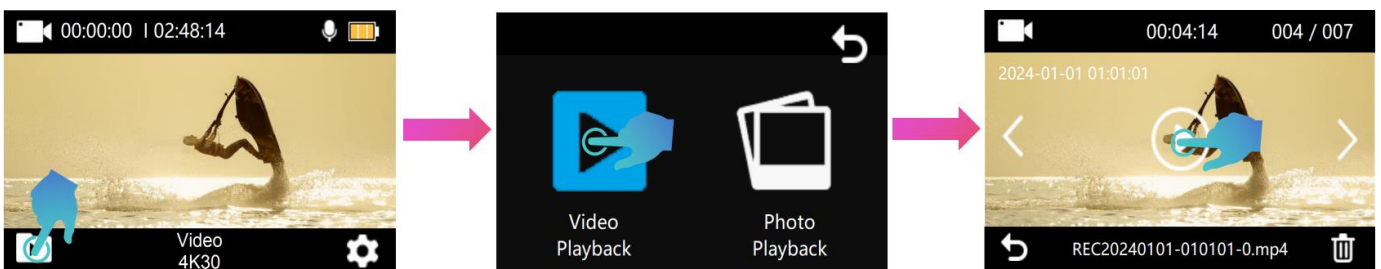 00:00:00 I 02:48:14
Video
4K30
Video
Playback
Photo
Playback
00:04:14 004 / 007
2024-01-01 01:01:01
REC20240101-010101-0.mp4